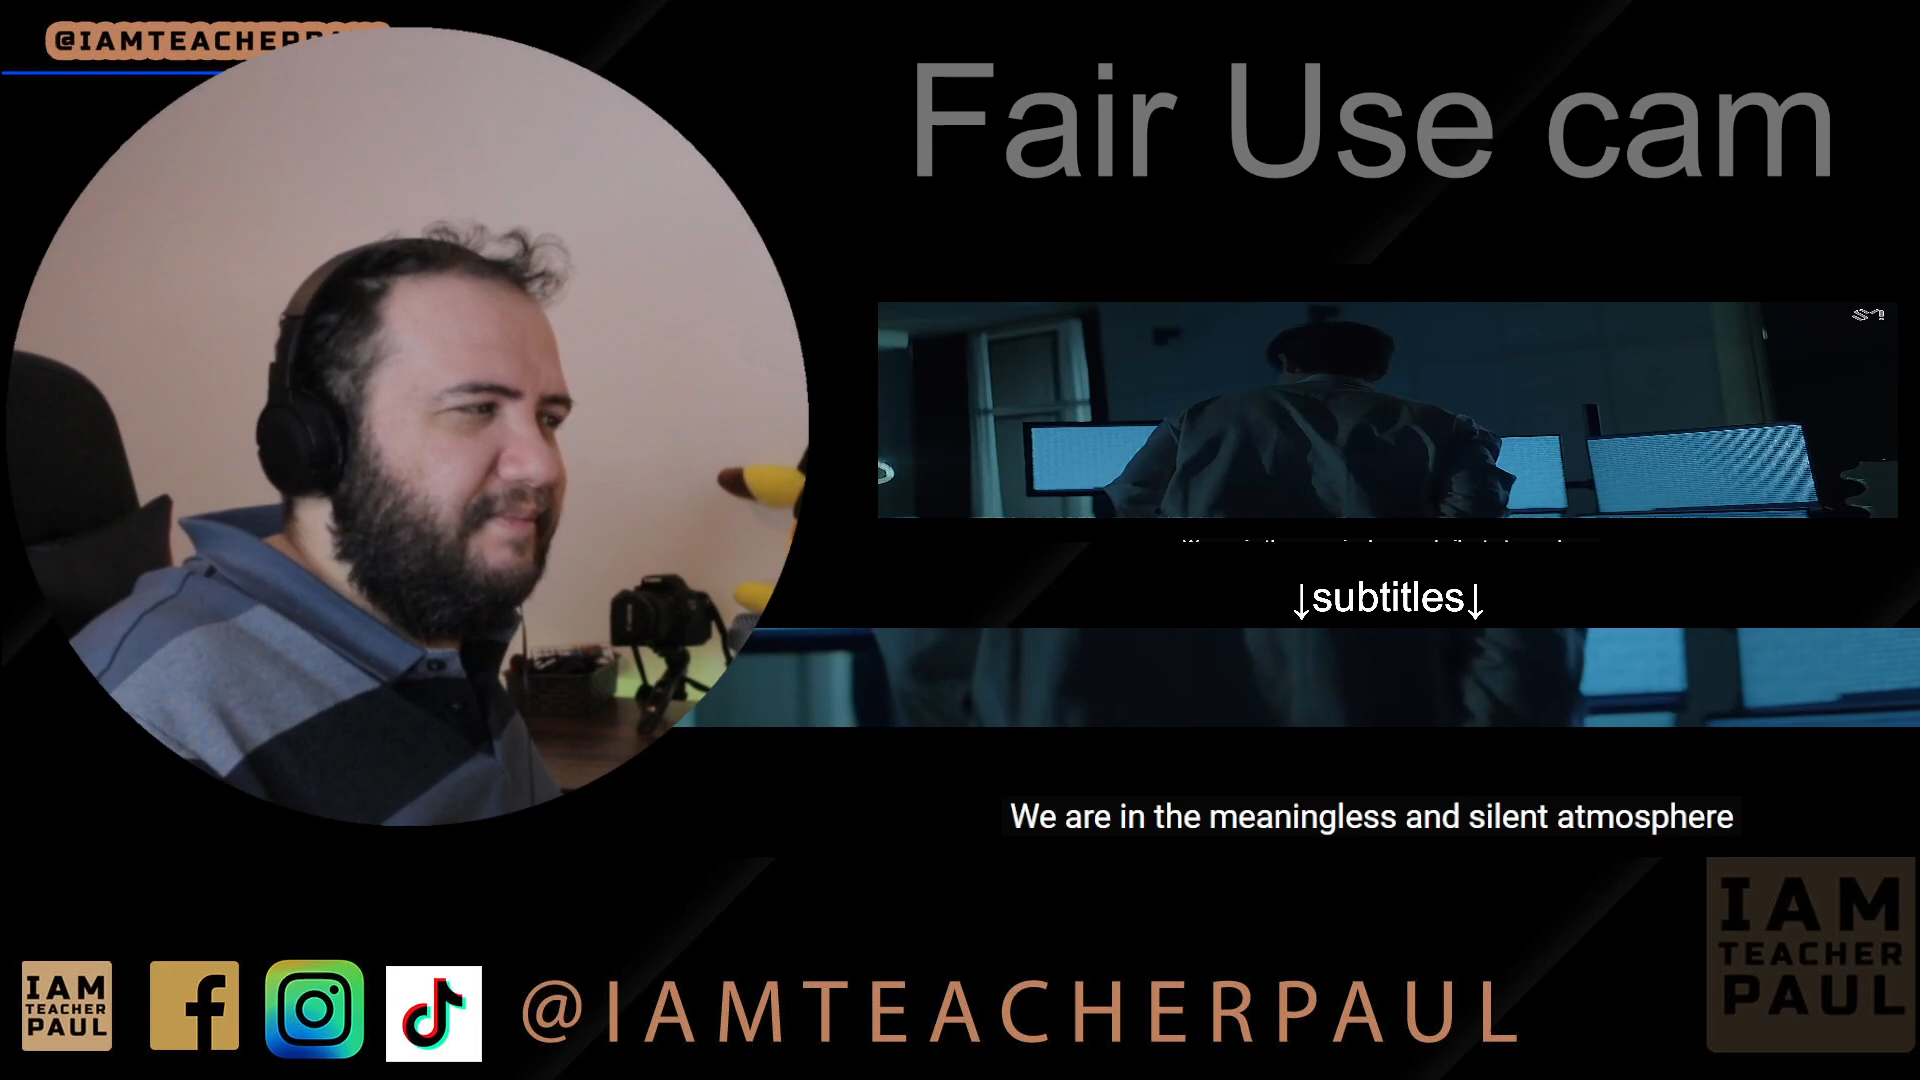 @IAMTEACHERP
Fair Use cam
↓subtitles↓
We are in the meaningless and silent atmosphere
IAM
TEACHER
PAUL
@IAMTEACHERPAUL
IAM
TEACHER
PAUL